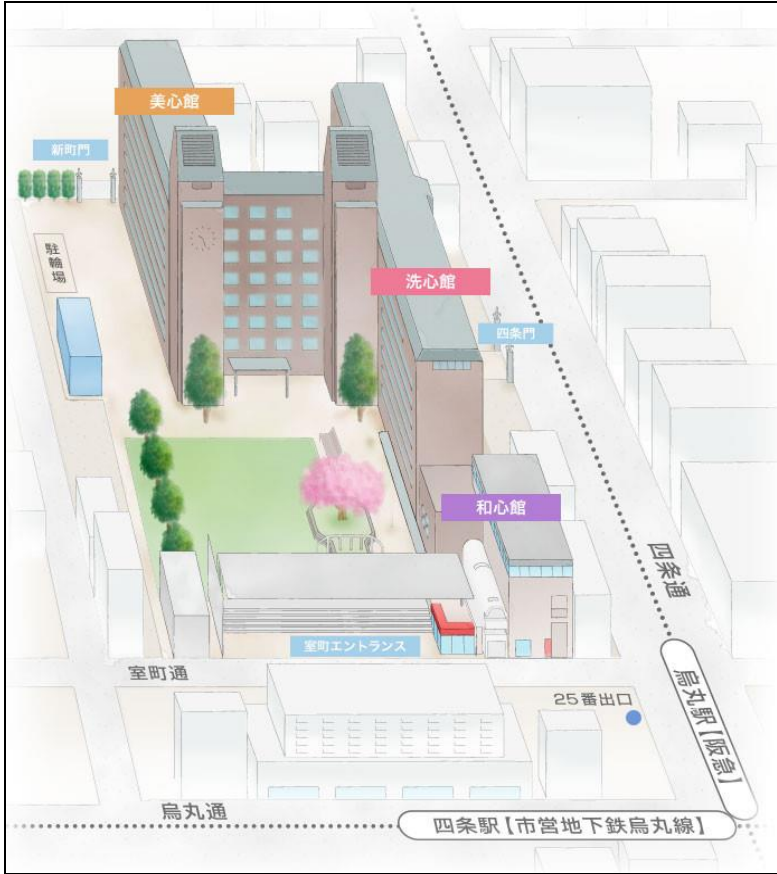 美心館
新町門
駐輪場
洗心館
四条門
和心館
四条通
室町エントランス
室町通
25番出口
烏丸駅【阪急】
烏丸通
四条駅【市営地下鉄烏丸線】